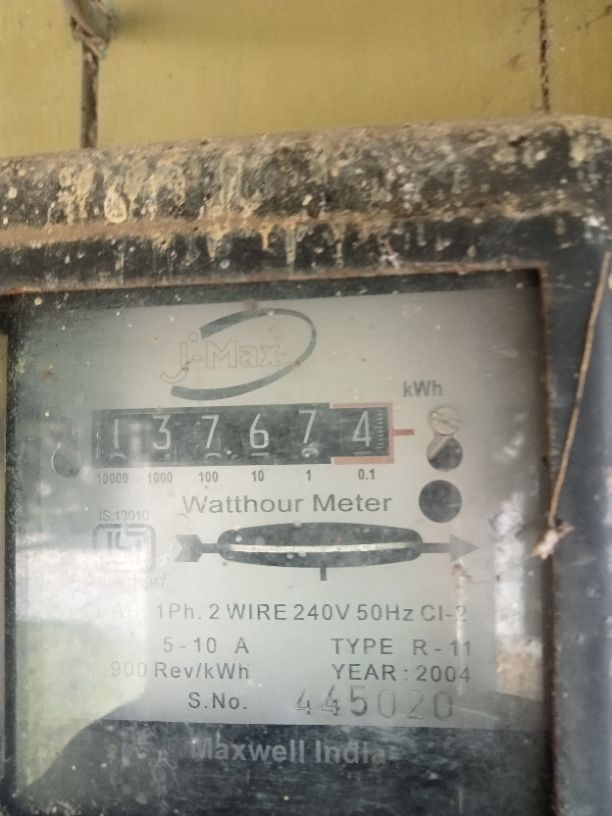 J-Max
kWh
1 3 7 6 7 4
10000 1000 100 10 1 0.1
Watthour Meter
IS:13010
1Ph. 2 WIRE 240V 50Hz Cl-2
5-10 A TYPE R-11
900 Rev/kWh YEAR : 2004
S.No. 445020
Maxwell India